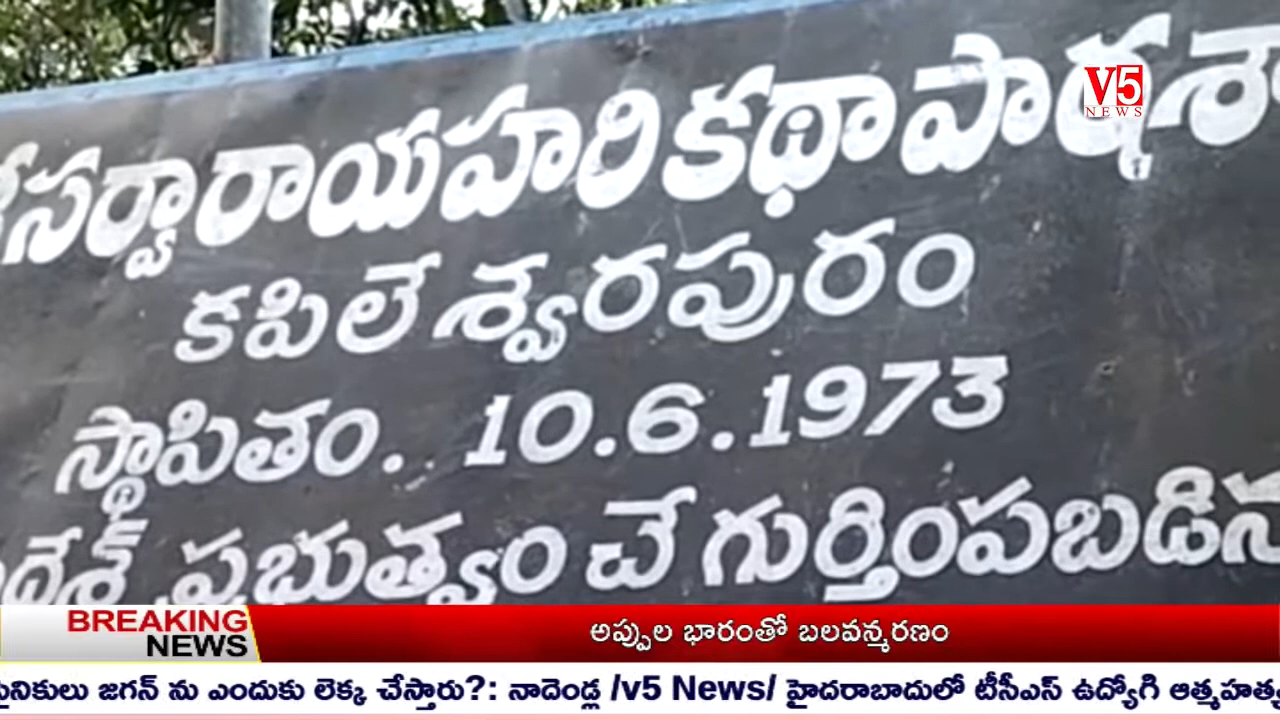 V5
NEWS
సర్వారాయహరికథాపాఠశా
కపిలేశ్వరపురం
స్థాపితం.. 10.6.1973
దేశ్ ప్రభుత్వం చే గుర్తింపబడిన
BREAKING
NEWS
అప్పుల భారంతో బలవన్మరణం
సైనికులు జగన్ ను ఎందుకు లెక్క చేస్తారు?: నాదెండ్ల /v5 News/ హైదరాబాదులో టీసీఎస్ ఉద్యోగి ఆత్మహత్య